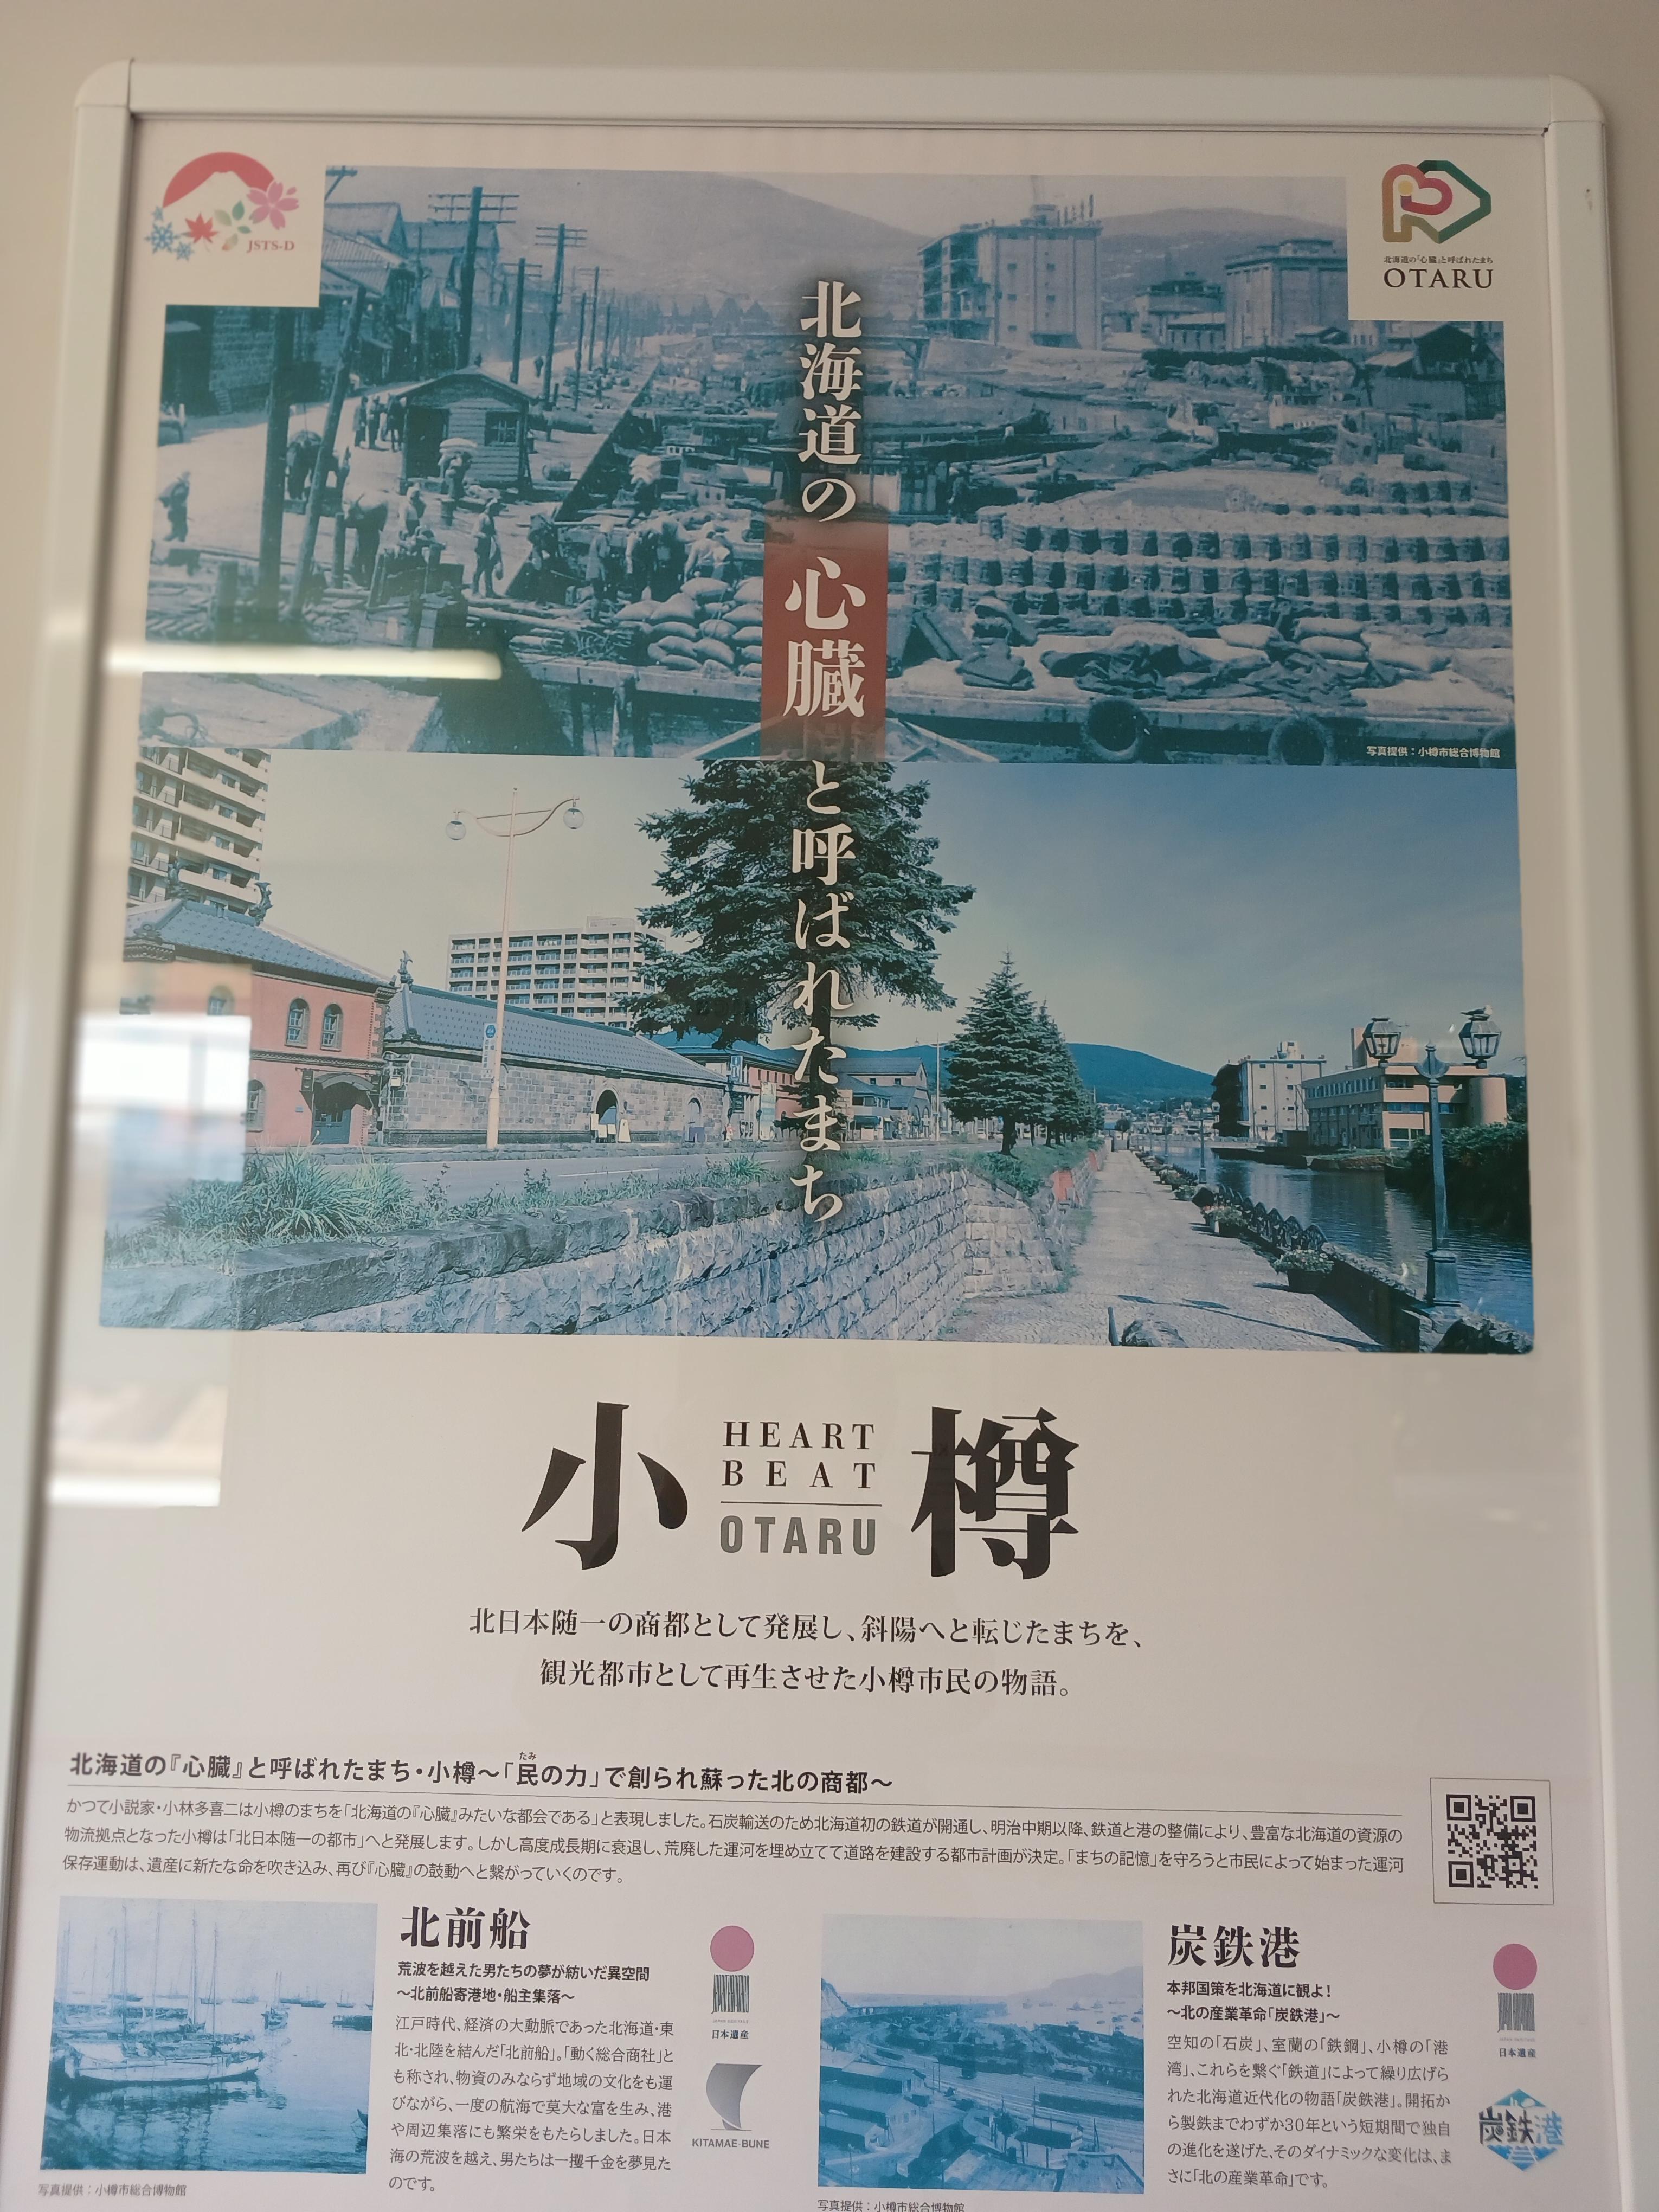 JSTS-D
北海道の「心臓」と呼ばれたまち
OTARU
北海道の心臓と呼ばれたまち
写真提供：小樽市総合博物館
小樽
HEART
BEAT
OTARU
北日本随一の商都として発展し、斜陽へと転じたまちを、
観光都市として再生させた小樽市民の物語。
たみ
北海道の『心臓』と呼ばれたまち・小樽～「民の力」で創られ蘇った北の商都～
かつて小説家・小林多喜二は小樽のまちを「北海道の『心臓』みたいな都会である」と表現しました。石炭輸送のため北海道初の鉄道が開通し、明治中期以降、鉄道と港の整備により、豊富な北海道の資源の
物流拠点となった小樽は「北日本随一の都市」へと発展します。しかし高度成長期に衰退し、荒廃した運河を埋め立てて道路を建設する都市計画が決定。「まちの記憶」を守ろうと市民によって始まった運河
保存運動は、遺産に新たな命を吹き込み、再び『心臓』の鼓動へと繋がっていくのです。
北前船
荒波を越えた男たちの夢が紡いだ異空間
～北前船寄港地・船主集落～
江戸時代、経済の大動脈であった北海道・東
北・北陸を結んだ「北前船」。「動く総合商社」と
も称され、物資のみならず地域の文化をも運
びながら、一度の航海で莫大な富を生み、港
や周辺集落にも繁栄をもたらしました。日本
海の荒波を越え、男たちは一攫千金を夢見た
のです。
日本遺産
KITAMAE-BUNE
写真提供：小樽市総合博物館
炭鉄港
本邦国策を北海道に観よ！
～北の産業革命「炭鉄港」～
空知の「石炭」、室蘭の「鉄鋼」、小樽の「港
湾」、これらを繋ぐ「鉄道」によって繰り広げら
れた北海道近代化の物語「炭鉄港」。開拓か
ら製鉄までわずか30年という短期間で独自
の進化を遂げた、そのダイナミックな変化は、ま
さに「北の産業革命」です。
日本遺産
炭鉄港
写真提供：小樽市総合博物館